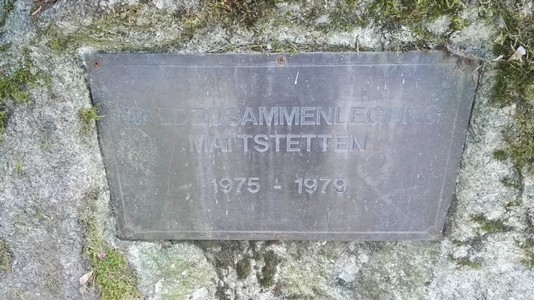 WALDZUSAMMENLEGUNG
MATTSTETTEN
1975 - 1979